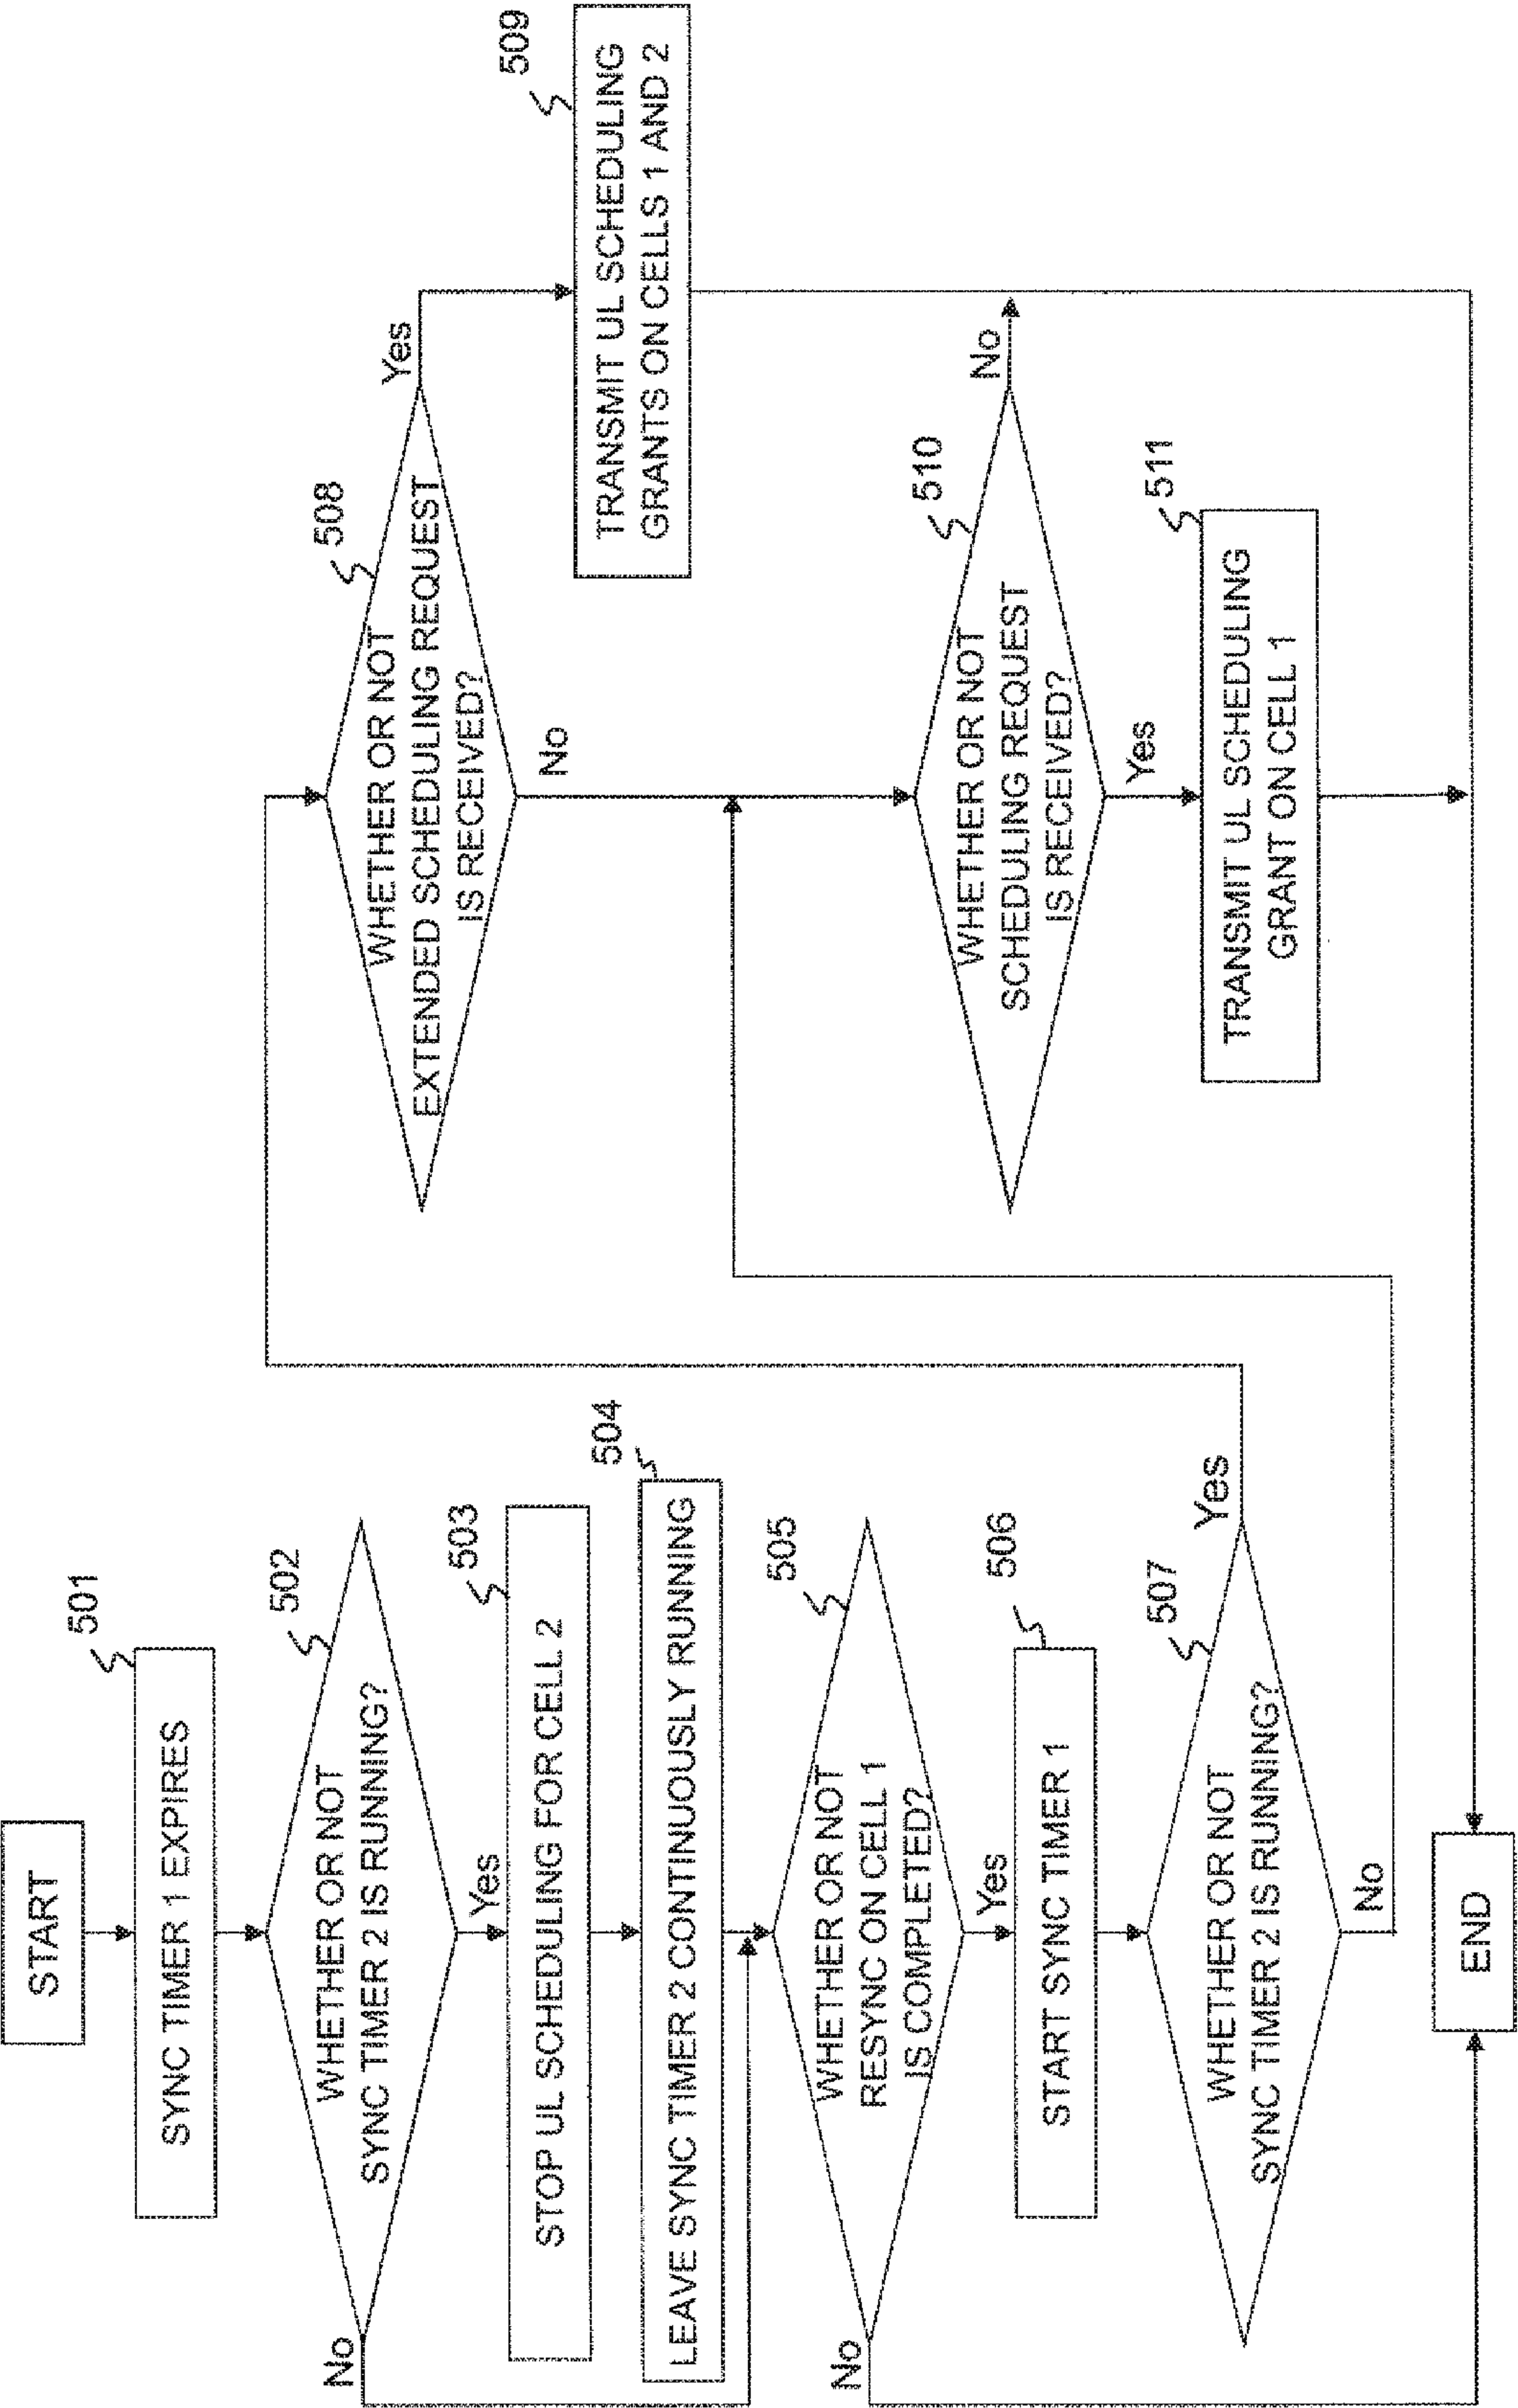 START
501
SYNC TIMER 1 EXPIRES
502
WHETHER OR NOT
SYNC TIMER 2 IS RUNNING?
No
Yes
503
STOP UL SCHEDULING FOR CELL 2
504
LEAVE SYNC TIMER 2 CONTINUOUSLY RUNNING
505
WHETHER OR NOT
RESYNC ON CELL 1
IS COMPLETED?
No
Yes
506
START SYNC TIMER 1
507
WHETHER OR NOT
SYNC TIMER 2 IS RUNNING?
Yes
No
508
WHETHER OR NOT
EXTENDED SCHEDULING REQUEST
IS RECEIVED?
Yes
No
509
TRANSMIT UL SCHEDULING
GRANTS ON CELLS 1 AND 2
510
WHETHER OR NOT
SCHEDULING REQUEST
IS RECEIVED?
No
Yes
511
TRANSMIT UL SCHEDULING
GRANT ON CELL 1
END